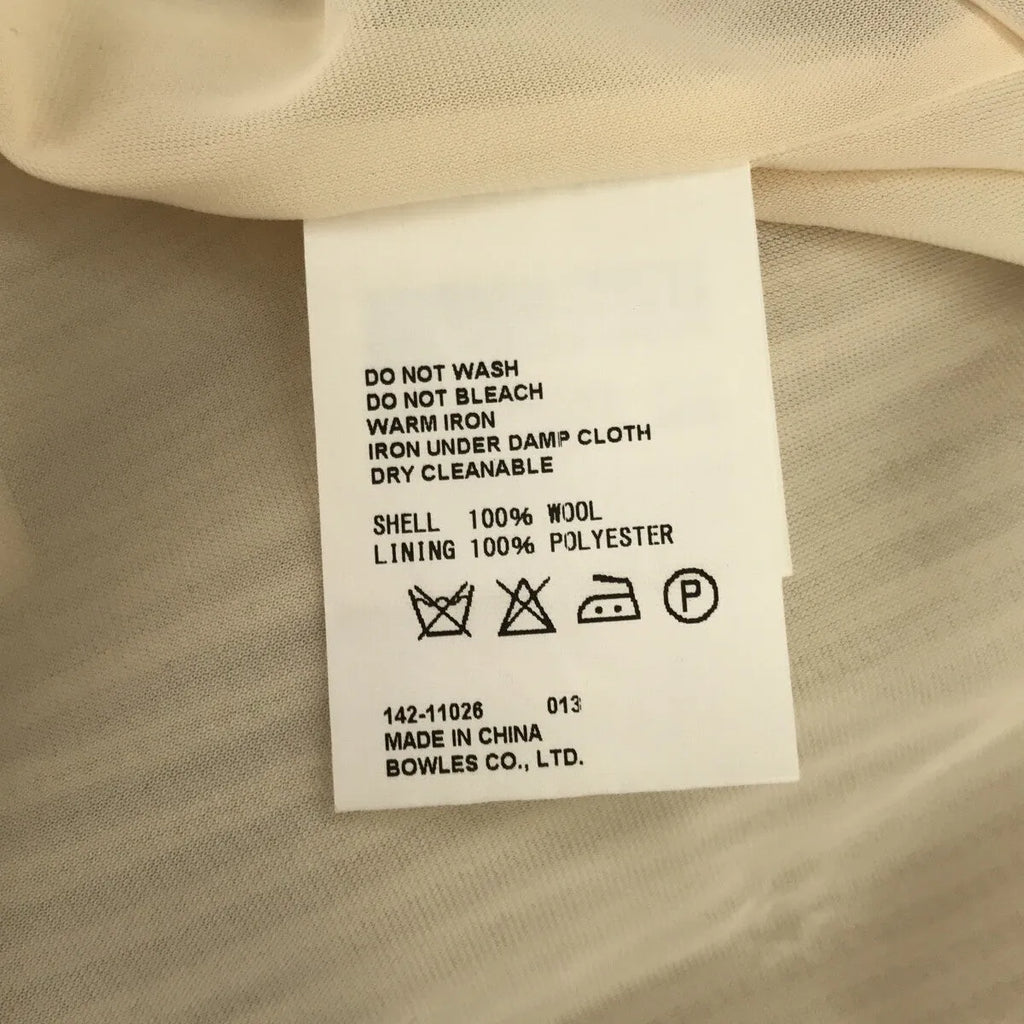 DO NOT WASH
DO NOT BLEACH
WARM IRON
IRON UNDER DAMP CLOTH
DRY CLEANABLE
SHELL 100% WOOL
LINING 100% POLYESTER
P
142-11026 013
MADE IN CHINA
BOWLES CO., LTD.